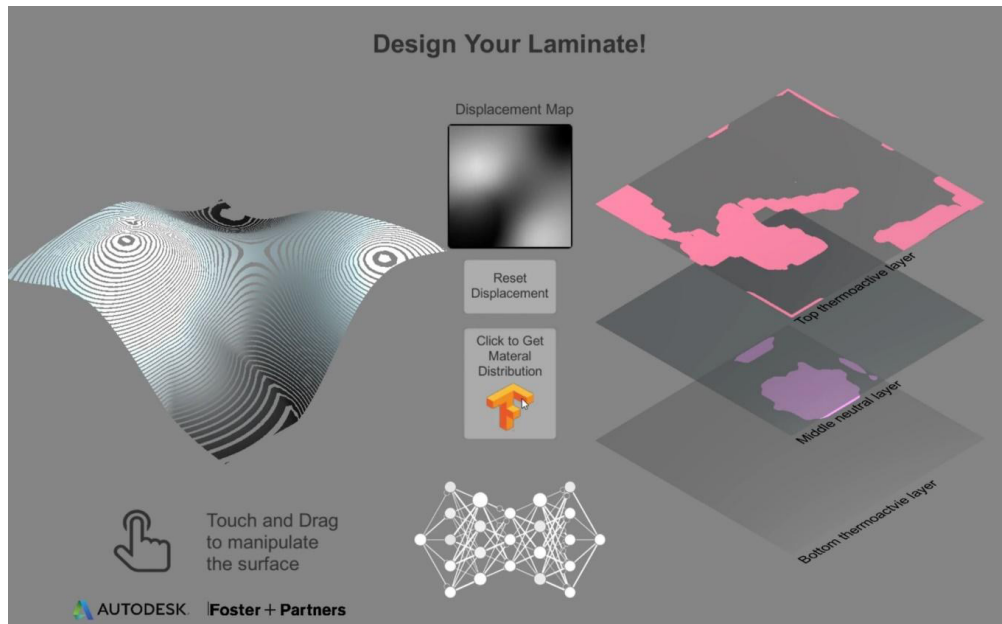 Design Your Laminate!
Displacement Map
Reset
Displacement
Click to Get
Materal
Distribution
Top thermoactive layer
Middle neutral layer
Bottom thermoactvie layer
Touch and Drag
to manipulate
the surface
AUTODESK.
Foster + Partners